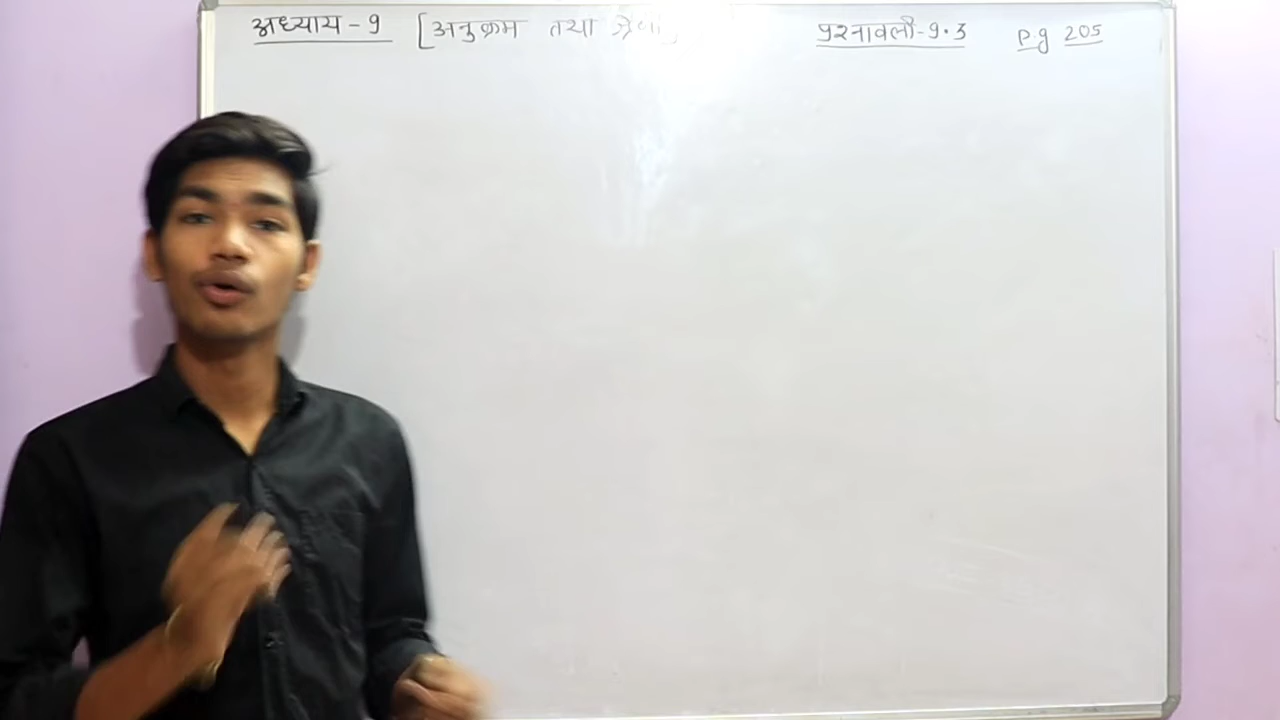 अध्याय - 9 [अनुक्रम तथा श्रेणी] प्रश्नावली - 9.3 Pg 205